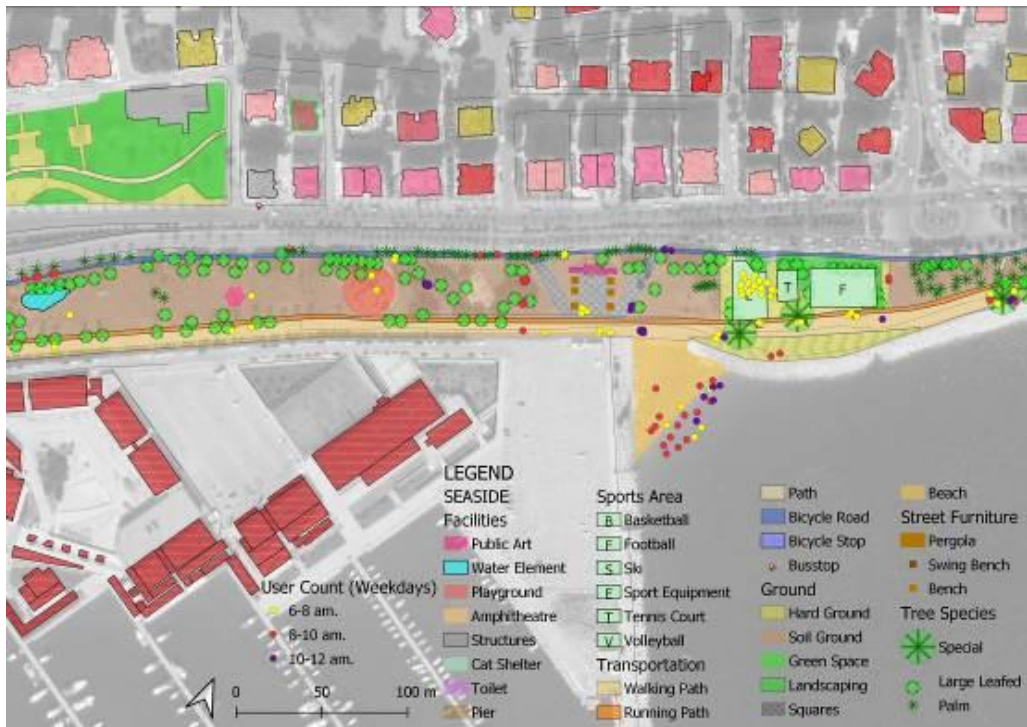 T
F
LEGEND
SEASIDE
Facilities
Public Art
Water Element
Playground
Amphitheatre
Structures
Cat Shelter
Toilet
Pier
Sports Area
B Basketball
F Football
S Ski
E Sport Equipment
T Tennis Court
V Volleyball
Transportation
Walking Path
Running Path
Path
Bicycle Road
Bicycle Stop
Busstop
Ground
Hard Ground
Soil Ground
Green Space
Landscaping
Squares
Beach
Street Furniture
Pergola
Swing Bench
Bench
Tree Species
Special
Large Leafed
Palm
User Count (Weekdays)
6-8 am.
8-10 am.
10-12 am.
0 50 100 m